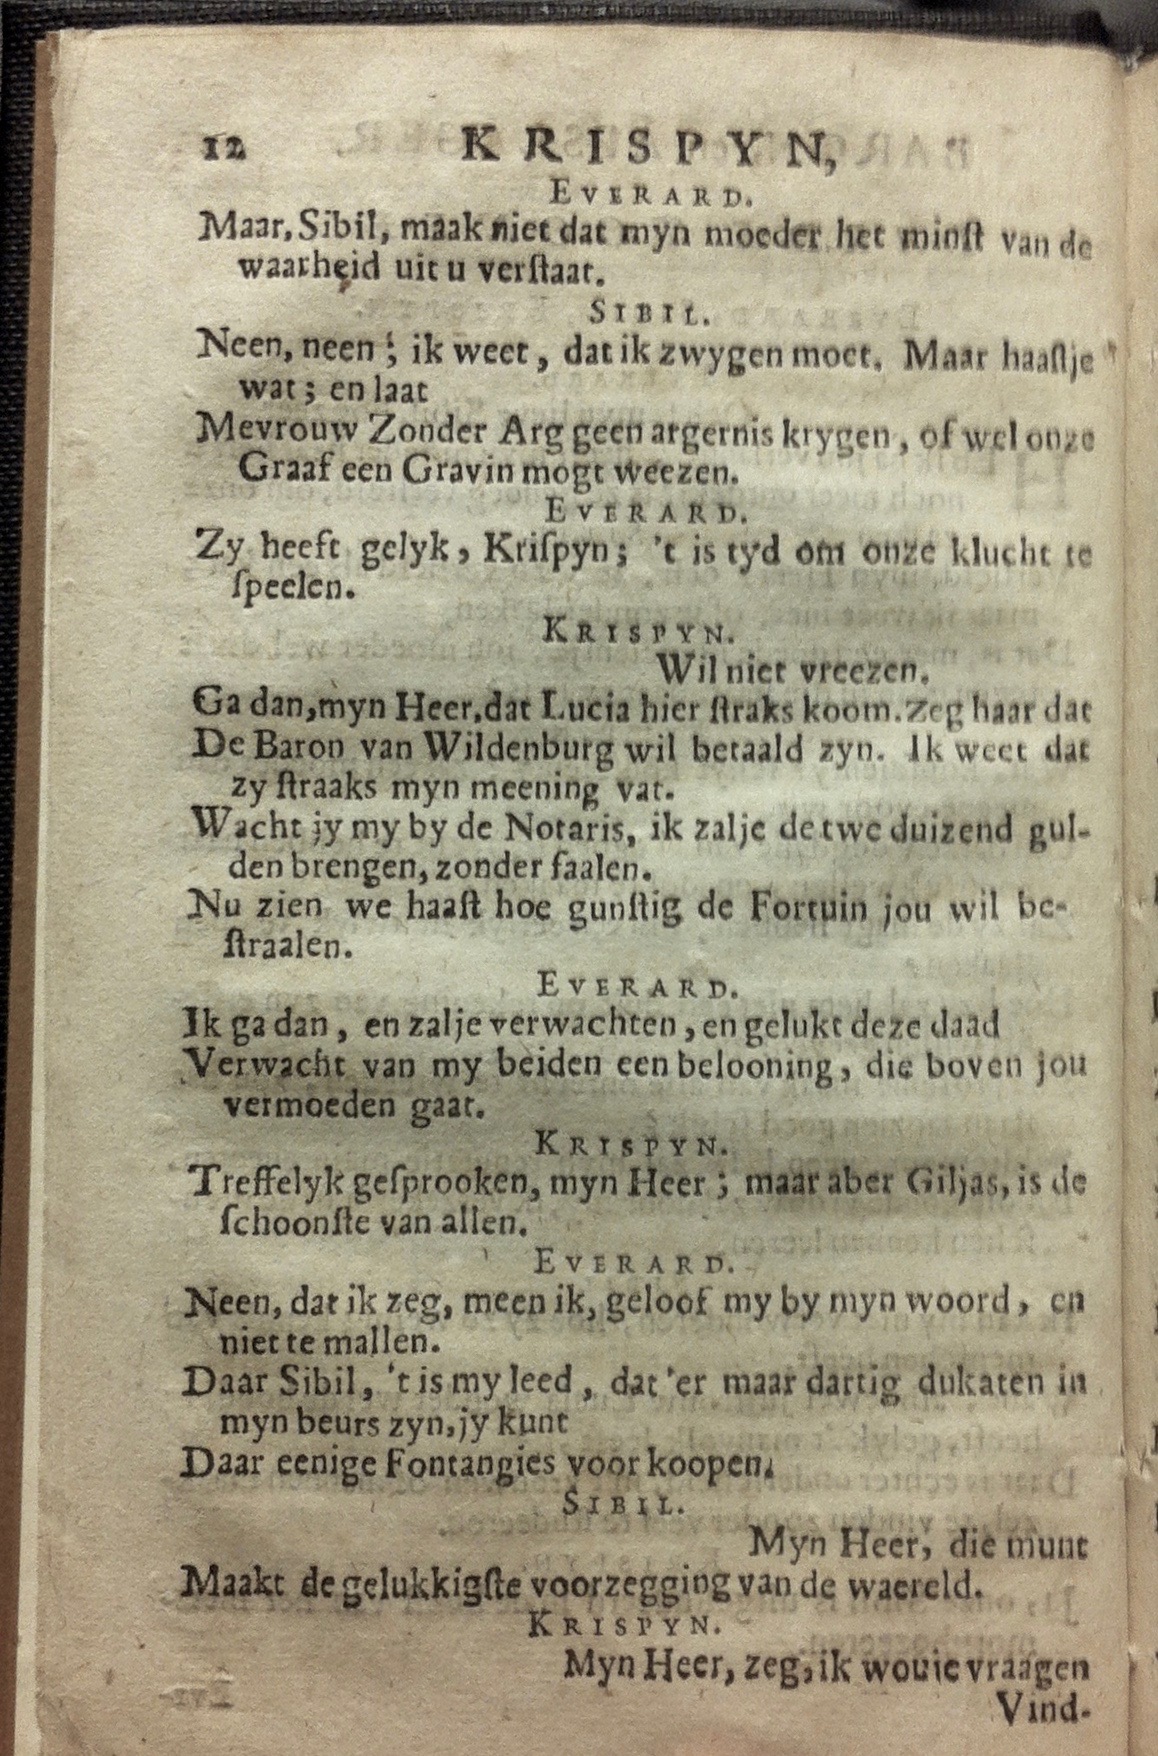 12 KRISPYN,
EVERARD.
Maar, Sibil, maak niet dat myn moeder het minſt van de
waarheid uit u verſtaat.
SIBIL.
Neen, neen; ik weet, dat ik zwygen moet. Maar haaſtje
wat; en laat
Mevrouw Zonder Arg geen argernis krygen, of wel onze
Graaf een Gravin mogt weezen.
EVERARD.
Zy heeft gelyk, Kriſpyn; 't is tyd om onze klucht te
ſpeelen.
KRISPYN.
Wil niet vreezen.
Ga dan, myn Heer, dat Lucia hier ſtraks koom. zeg haar dat
De Baron van Wildenburg wil betaald zyn. Ik weet dat
zy ſtraaks myn meening vat.
Wacht jy my by de Notaris, ik zalje de twe duizend gul-
den brengen, zonder faalen.
Nu zien we haaſt hoe gunſtig de Fortuin jou wil be-
ſtraalen.
EVERARD.
Ik ga dan, en zalje verwachten, en gelukt deze daad
Verwacht van my beiden een belooning, die boven jou
vermoeden gaat.
KRISPYN.
Treffelyk geſprooken, myn Heer; maar aber Giljas, is de
ſchoonſte van allen.
EVERARD.
Neen, dat ik zeg, meen ik, geloof my by myn woord, en
niet te mallen.
Daar Sibil, 't is my leed, dat 'er maar dartig dukaten in
myn beurs zyn, jy kunt
Daar eenige Fontangies voor koopen.
SIBIL.
Myn Heer, die munt
Maakt de gelukkigſte voorzegging van de waereld.
KRISPYN.
Myn Heer, zeg, ik wouje vraagen
Vind-